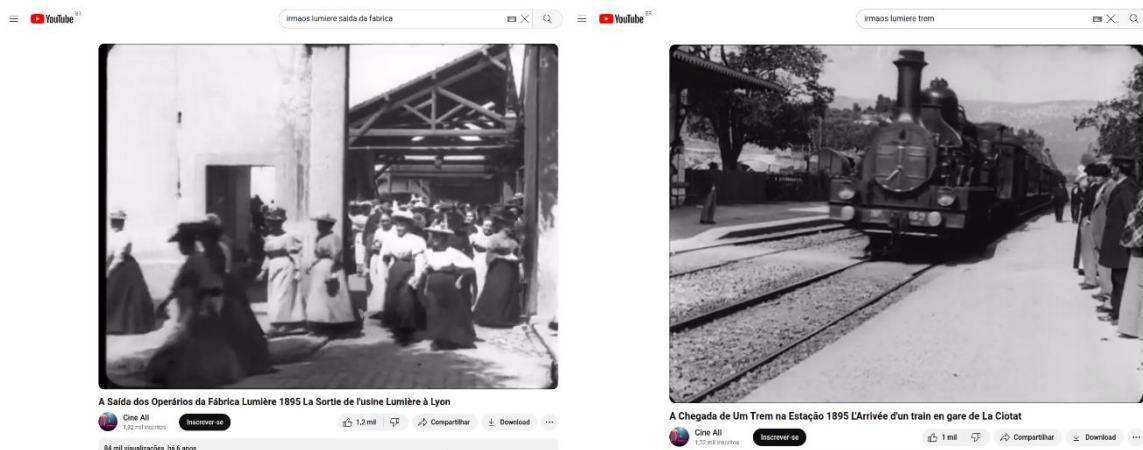 YouTube BR
irmaos lumiere saida da fabrica
A Saída dos Operários da Fábrica Lumière 1895 La Sortie de l'usine Lumière à Lyon
Cine All
1,32 mil inscritos
Inscrever-se
1,2 mil
Compartilhar
Download
84 mil visualizações há 6 anos
YouTube BR
irmaos lumiere trem
169
A Chegada de Um Trem na Estação 1895 L'Arrivée d'un train en gare de La Ciotat
Cine All
1,32 mil inscritos
Inscrever-se
1 mil
Compartilhar
Download